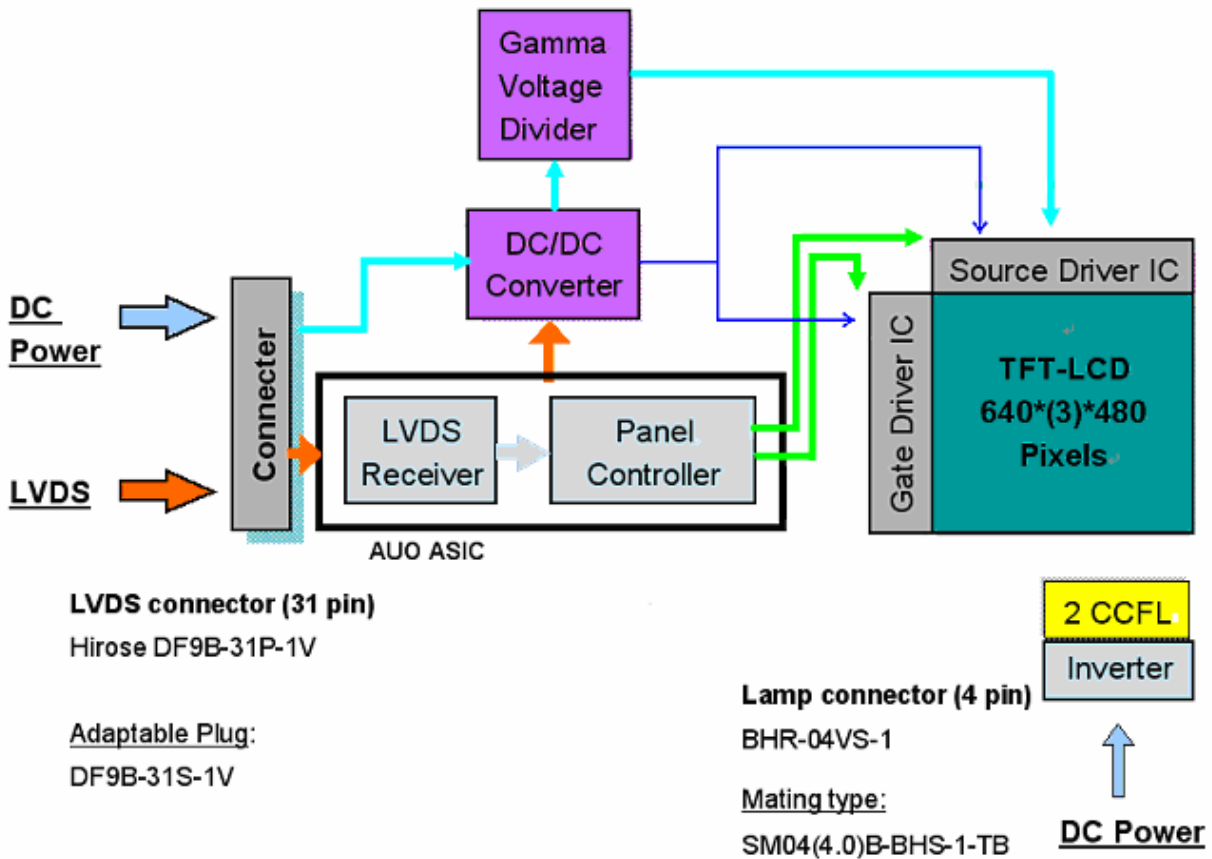 Gamma
Voltage
Divider
DC/DC
Converter
DC
Power
LVDS
Connecter
LVDS
Receiver
Panel
Controller
AUO ASIC
Source Driver IC
Gate Driver IC
TFT-LCD
640*(3)*480
Pixels
LVDS connector (31 pin)
Hirose DF9B-31P-1V
Adaptable Plug:
DF9B-31S-1V
2 CCFL
Inverter
Lamp connector (4 pin)
BHR-04VS-1
Mating type:
SM04(4.0)B-BHS-1-TB
DC Power